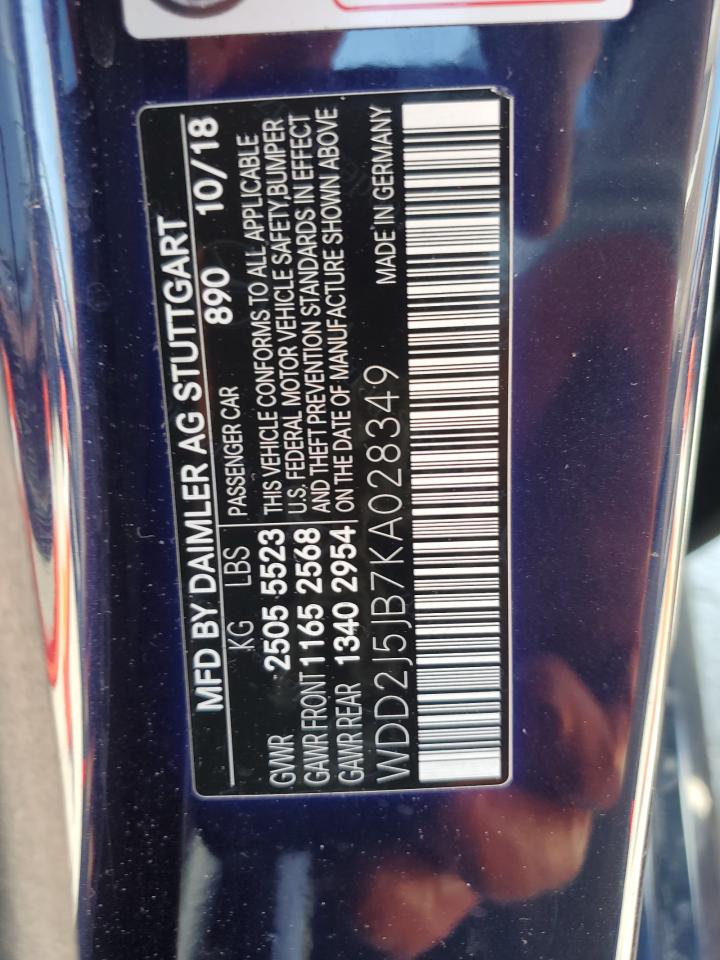 MFD BY DAIMLER AG STUTTGART
KG LBS PASSENGER CAR 890 10/18
GVWR 2505 5523 THIS VEHICLE CONFORMS TO ALL APPLICABLE
U.S. FEDERAL MOTOR VEHICLE SAFETY,BUMPER
GAWR FRONT 1165 2568 AND THEFT PREVENTION STANDARDS IN EFFECT
GAWR REAR 1340 2954 ON THE DATE OF MANUFACTURE SHOWN ABOVE
WDD2J5JB7KA028349 MADE IN GERMANY